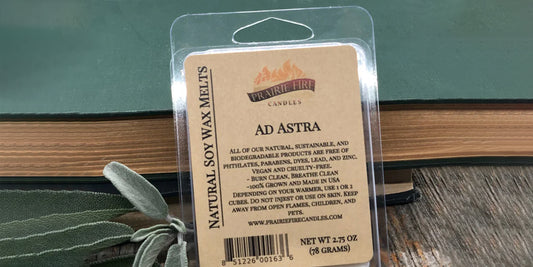 NATURAL SOY WAX MELTS
PRAIRIE FIRE
CANDLES
AD ASTRA
ALL OF OUR NATURAL, SUSTAINABLE, AND
BIODEGRADABLE PRODUCTS ARE FREE OF
PHTHLATES, PARABENS, DYES, LEAD, AND ZINC.
VEGAN AND CRUELTY-FREE.
- BURN CLEAN, BREATHE CLEAN
-100% GROWN AND MADE IN USA
DEPENDING ON YOUR WARMER, USE 1 OR 2
CUBES. DO NOT INJEST OR USE ON SKIN. KEEP
AWAY FROM OPEN FLAMES, CHILDREN, AND
PETS.
WWW.PRAIRIEFIRECANDLES.COM
8 51226 00163 6
NET WT 2.75 OZ
(78 GRAMS)